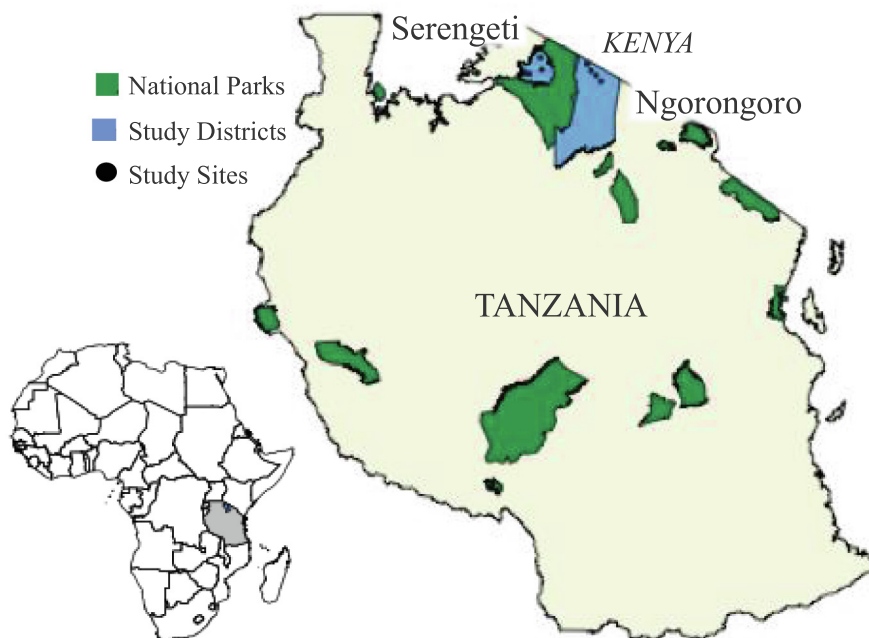 Serengeti
KENYA
National Parks
Ngorongoro
Study Districts
Study Sites
TANZANIA